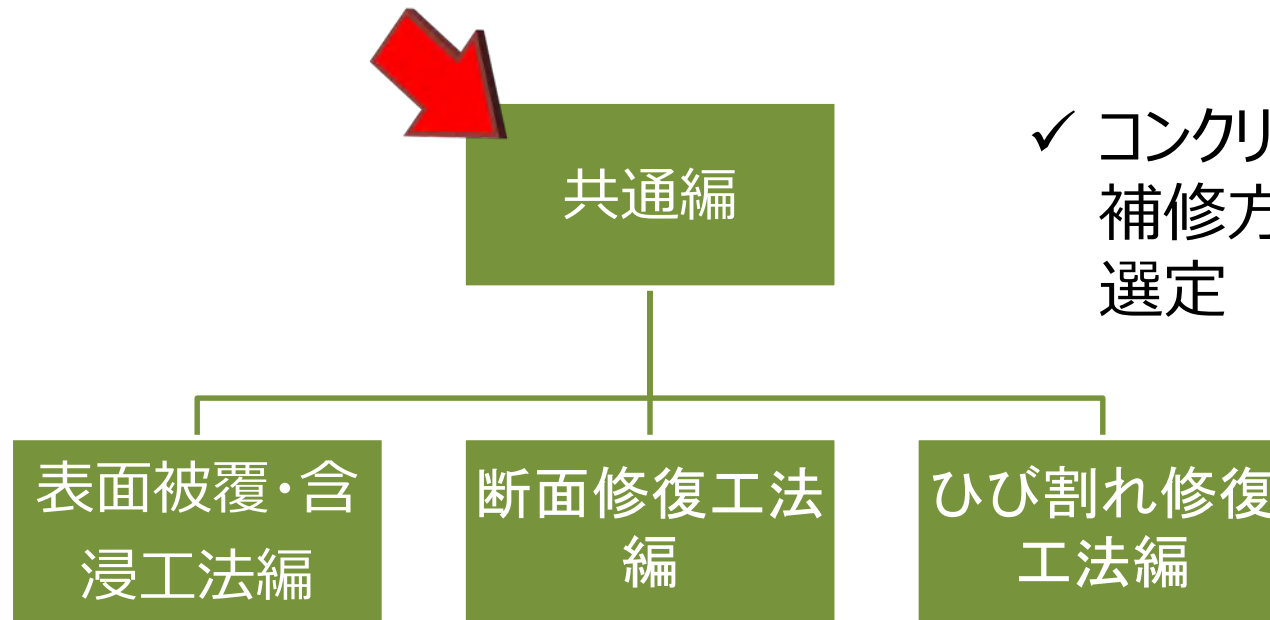 共通編
✓ コンクリ
補修方
選定
表面被覆・含
浸工法編
断面修復工法
編
ひび割れ修復
工法編